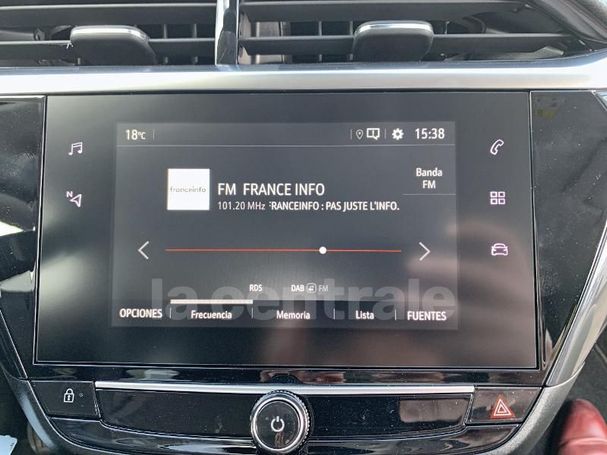 18°C
15:38
N
franceinfo
FM FRANCE INFO
101.20 MHz FRANCEINFO : PAS JUSTE L'INFO.
Banda
FM
RDS DAB FM
la centrale
OPCIONES Frecuencia Memoria Lista FUENTES